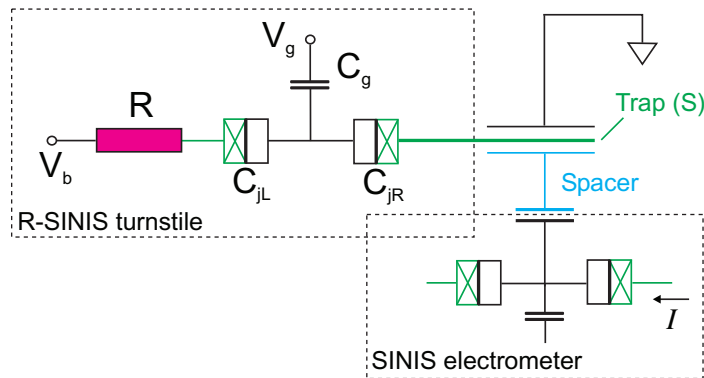 V_g
C_g
R
Trap (S)
V_b
C_jL
C_jR
Spacer
R-SINIS turnstile
I
SINIS electrometer